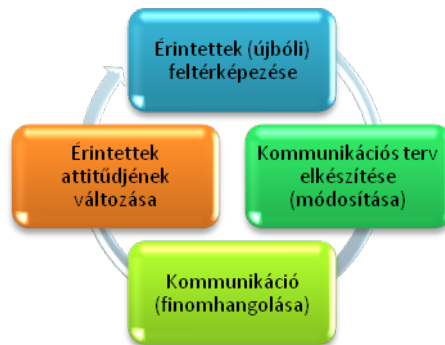 Érintettek (újbóli)
feltérképezése
Kommunikációs terv
elkészítése
(módosítása)
Kommunikáció
(finomhangolása)
Érintettek
attitűdjének
változása